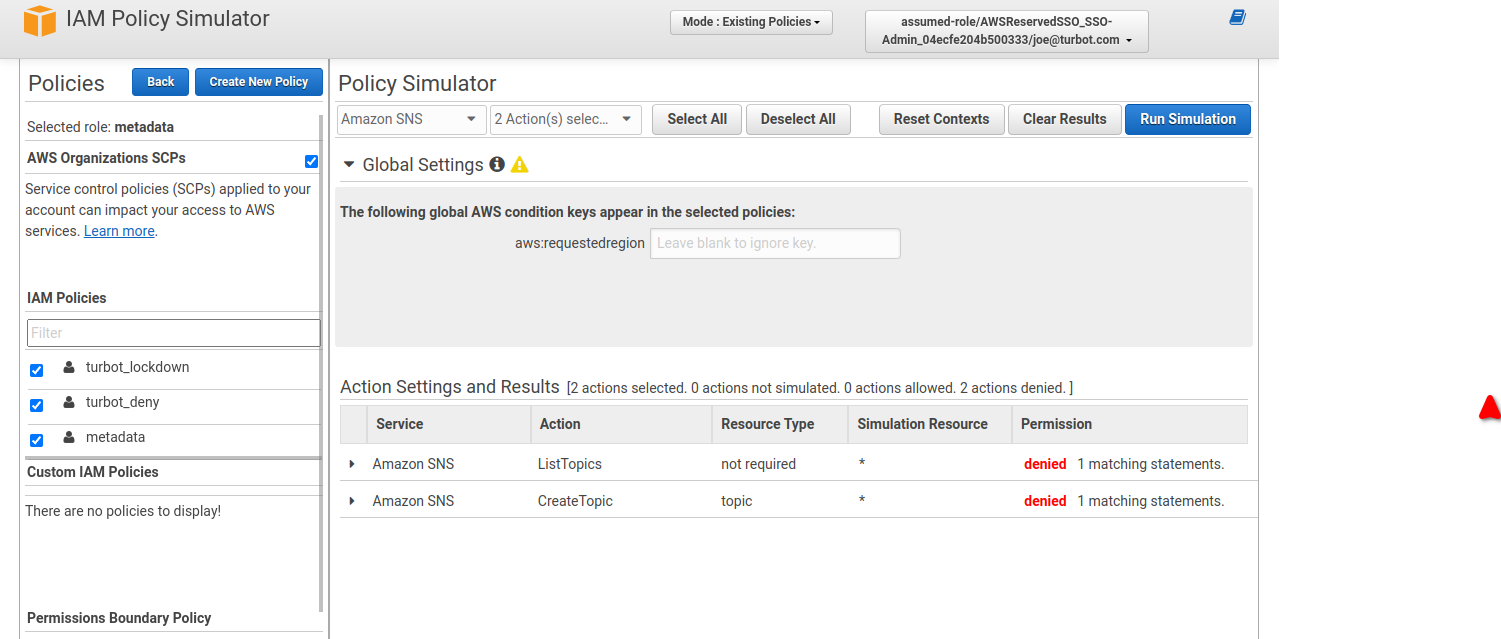 IAM Policy Simulator
Mode : Existing Policies
assumed-role/AWSReservedSSO_SSO-
Admin_04ecfe204b500333/joe@turbot.com
Policies
Back
Create New Policy
Selected role: metadata
AWS Organizations SCPs
Service control policies (SCPs) applied to your
account can impact your access to AWS
services. Learn more.
IAM Policies
Filter
turbot_lockdown
turbot_deny
metadata
Custom IAM Policies
There are no policies to display!
Permissions Boundary Policy
Policy Simulator
Amazon SNS
2 Action(s) selec...
Select All
Deselect All
Reset Contexts
Clear Results
Run Simulation
Global Settings
The following global AWS condition keys appear in the selected policies:
aws:requestedregion
Leave blank to ignore key.
Action Settings and Results [2 actions selected. 0 actions not simulated. 0 actions allowed. 2 actions denied. ]
Service Action Resource Type Simulation Resource Permission
Amazon SNS ListTopics not required * denied 1 matching statements.
Amazon SNS CreateTopic topic * denied 1 matching statements.